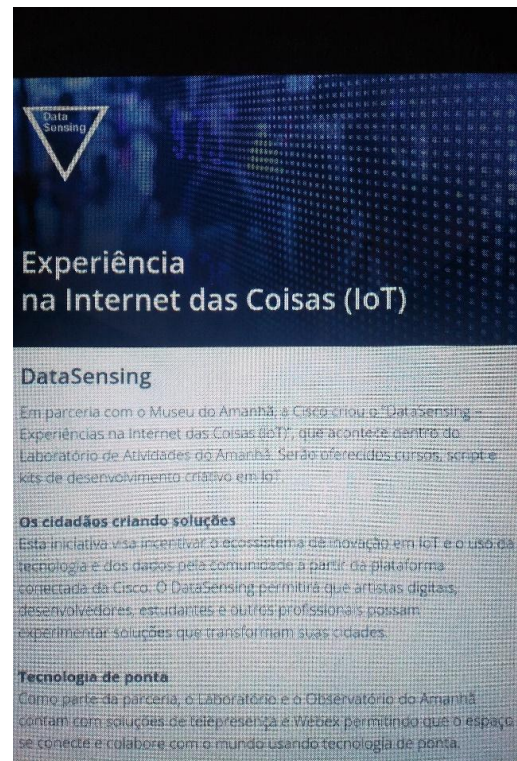 Data
Sensing
Experiência
na Internet das Coisas (IoT)
DataSensing
Em parceria com o Museu do Amanhã, a Cisco criou o "DataSensing –
Experiências na Internet das Coisas (IoT)", que acontece dentro do
Laboratório de Atividades do Amanhã. Serão oferecidos cursos, script e
kits de desenvolvimento criativo em IoT.
Os cidadãos criando soluções
Esta iniciativa visa incentivar o ecossistema de inovação em IoT e o uso da
tecnologia e dos dados pela comunidade a partir da plataforma
conectada da Cisco. O DataSensing permitirá que artistas digitais,
desenvolvedores, estudantes e outros profissionais possam
experimentar soluções que transformam suas cidades.
Tecnologia de ponta
Como parte da parceria, o Laboratório e o Observatório do Amanhã
contam com soluções de telepresença e Webex permitindo que o espaço
se conecte e colabore com o mundo usando tecnologia de ponta.